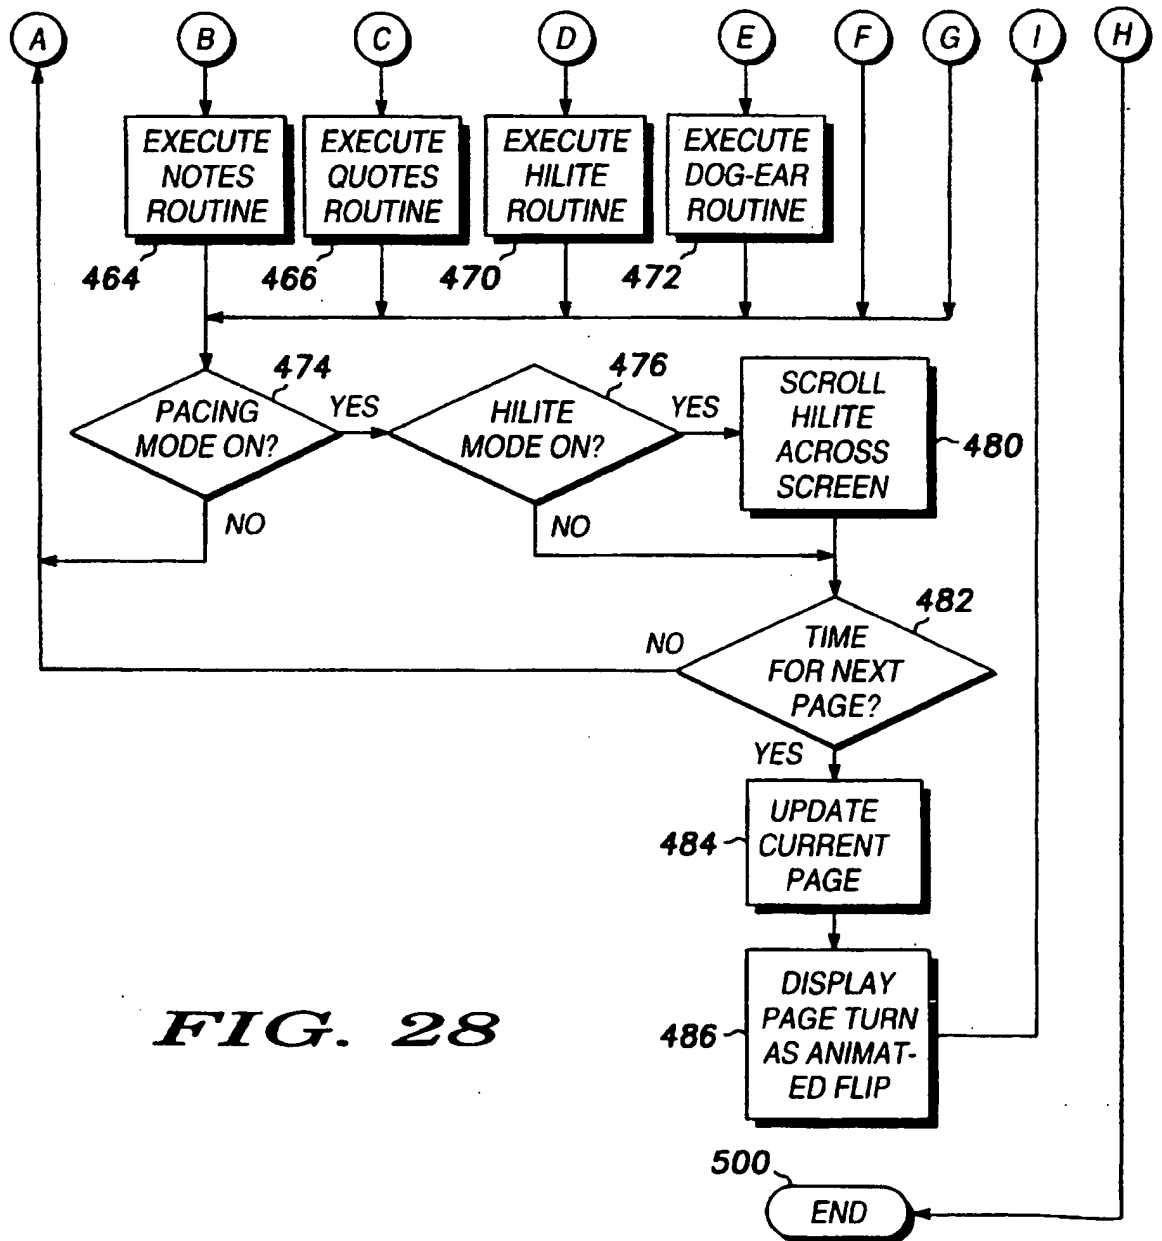 A B C D E F G I H
EXECUTE
NOTES
ROUTINE
464
EXECUTE
QUOTES
ROUTINE
466
EXECUTE
HILITE
ROUTINE
470
EXECUTE
DOG-EAR
ROUTINE
472
PACING
MODE ON?
474
YES
NO
HILITE
MODE ON?
476
YES
NO
SCROLL
HILITE
ACROSS
SCREEN
480
TIME
FOR NEXT
PAGE?
482
NO
YES
UPDATE
CURRENT
PAGE
484
DISPLAY
PAGE TURN
AS ANIMAT-
ED FLIP
486
500
END
FIG. 28